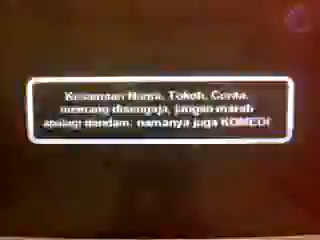 Kesamaan Nama, Tokoh, Cerita,
memang disengaja, jangan marah
apalagi dendam; namanya juga KOMEDI